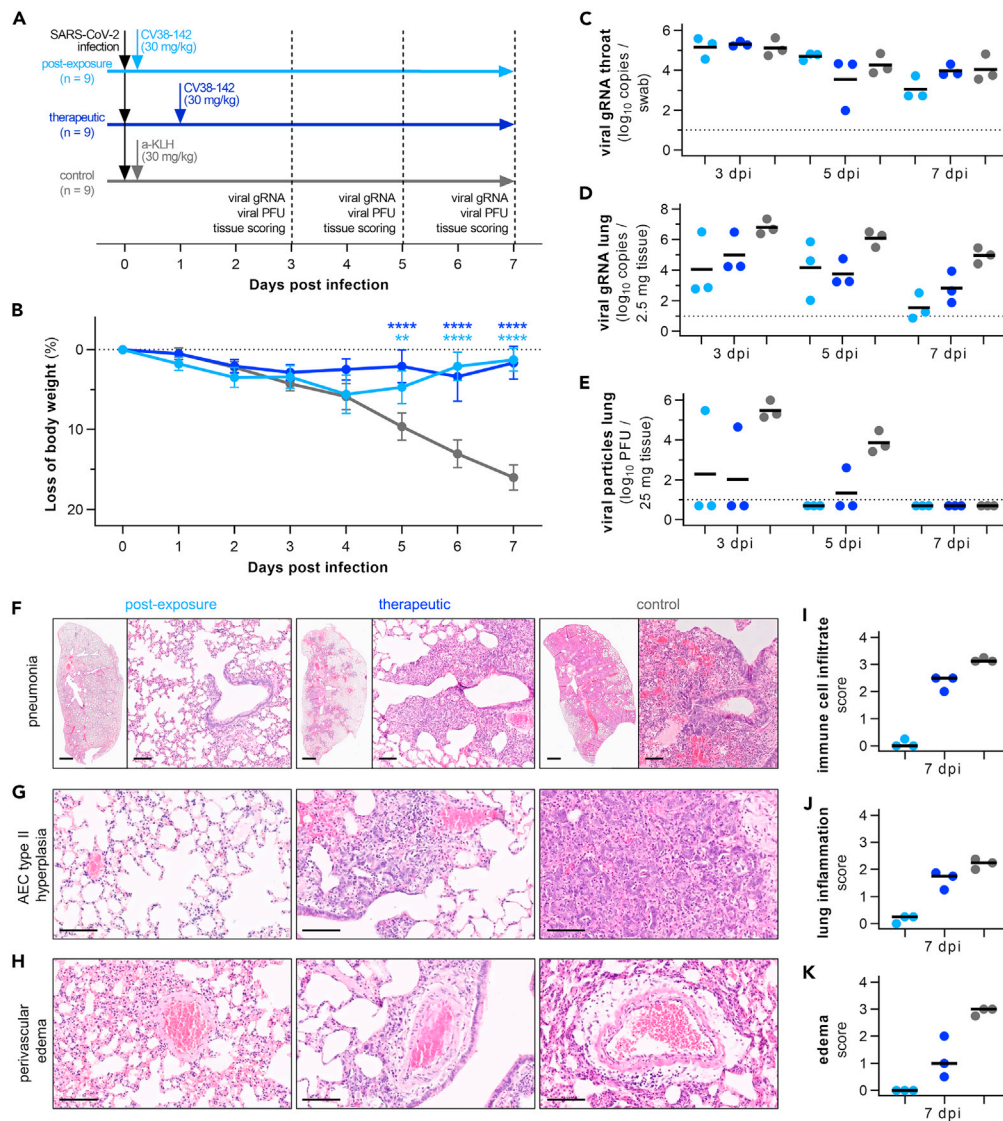 A
SARS-CoV-2
infection
CV38-142
(30 mg/kg)
post-exposure
(n = 9)
CV38-142
(30 mg/kg)
therapeutic
(n = 9)
a-KLH
(30 mg/kg)
control
(n = 9)
viral gRNA viral gRNA viral gRNA
viral PFU viral PFU viral PFU
tissue scoring tissue scoring tissue scoring
0 1 2 3 4 5 6 7
Days post infection
B
**** **** ****
** **** ****
0
10
20
Loss of body weight (%)
0 1 2 3 4 5 6 7
Days post infection
C
viral gRNA throat
(log10 copies /
swab)
6
4
2
0
3 dpi 5 dpi 7 dpi
D
viral gRNA lung
(log10 copies /
2.5 mg tissue)
6
4
2
0
3 dpi 5 dpi 7 dpi
E
viral particles lung
(log10 PFU /
25 mg tissue)
6
4
2
0
3 dpi 5 dpi 7 dpi
F
post-exposure therapeutic control
pneumonia
G
AEC type II
hyperplasia
H
perivascular
edema
I
immune cell infiltrate
score
4
3
2
1
0
7 dpi
J
lung inflammation
score
4
3
2
1
0
7 dpi
K
edema
score
4
3
2
1
0
7 dpi